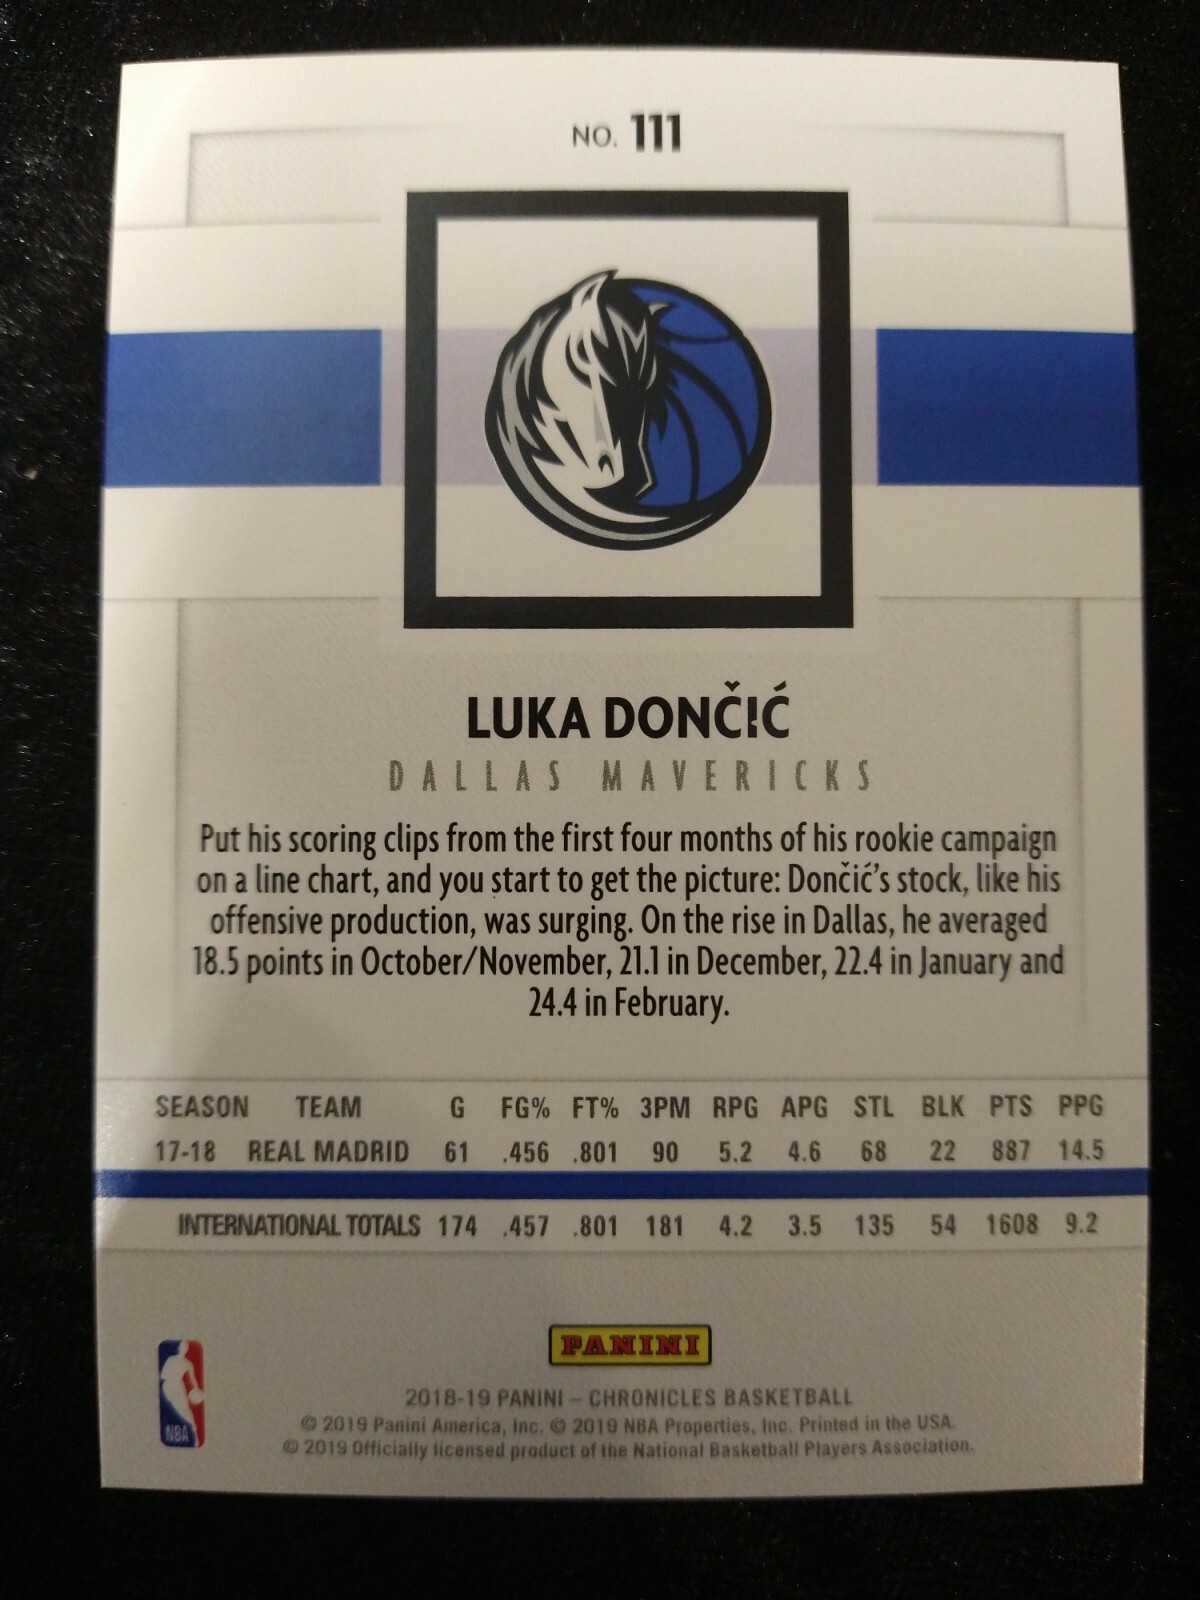 NO. 111
LUKA DONČIĆ
DALLAS MAVERICKS
Put his scoring clips from the first four months of his rookie campaign
on a line chart, and you start to get the picture: Dončić's stock, like his
offensive production, was surging. On the rise in Dallas, he averaged
18.5 points in October/November, 21.1 in December, 22.4 in January and
24.4 in February.
SEASON TEAM G FG% FT% 3PM RPG APG STL BLK PTS PPG
17-18 REAL MADRID 61 .456 .801 90 5.2 4.6 68 22 887 14.5
INTERNATIONAL TOTALS 174 .457 .801 181 4.2 3.5 135 54 1608 9.2
PANINI
NBA
2018-19 PANINI – CHRONICLES BASKETBALL
© 2019 Panini America, Inc. © 2019 NBA Properties, Inc. Printed in the USA.
© 2019 Officially licensed product of the National Basketball Players Association.